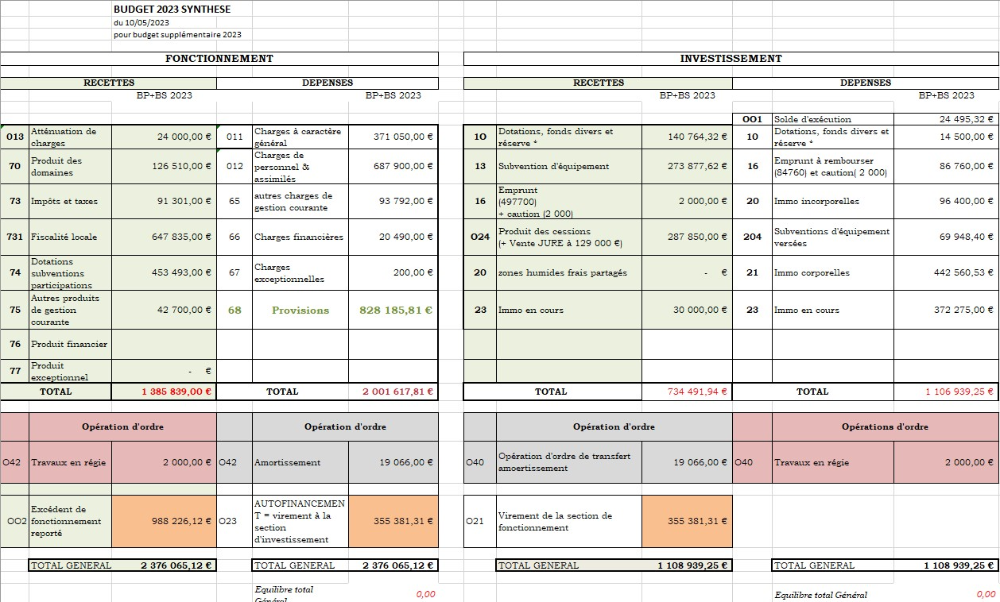 BUDGET 2023 SYNTHESE
du 10/05/2023
pour budget supplémentaire 2023
FONCTIONNEMENT
INVESTISSEMENT
RECETTES
DEPENSES
RECETTES
DEPENSES
BP+BS 2023
BP+BS 2023
BP+BS 2023
BP+BS 2023
OO1 Solde d'exécution 24 495,32 €
013
Atténuation de
charges
24 000,00 €
011
Charges à caractère
général
371 050,00 €
1O
Dotations, fonds divers et
réserve *
140 764,32 €
10
Dotations, fonds divers et
réserve *
14 500,00 €
70
Produit des
domaines
126 510,00 €
012
Charges de
personnel &
assimilés
687 900,00 €
13
Subvention d'équipement
273 877,62 €
16
Emprunt à rembourser
(84760) et caution( 2 000)
86 760,00 €
73
Impôts et taxes
91 301,00 €
65
autres charges de
gestion courante
93 792,00 €
16
Emprunt
(497700)
+ caution (2 000)
2 000,00 €
20
Immo incorporelles
96 400,00 €
731
Fiscalité locale
647 835,00 €
66
Charges financières
20 490,00 €
O24
Produit des cessions
(+ Vente JURE à 129 000 €)
287 850,00 €
204
Subventions d'équipement
versées
69 948,40 €
74
Dotations
subventions
participations
453 493,00 €
67
Charges
exceptionnelles
200,00 €
20
zones humides frais partagés
- €
21
Immo corporelles
442 560,53 €
75
Autres produits
de gestion
courante
42 700,00 €
68
Provisions
828 185,81 €
23
Immo en cours
30 000,00 €
23
Immo en cours
372 275,00 €
76
Produit financier
77
Produit
exceptionnel
- €
TOTAL 1 385 839,00 €
TOTAL 2 001 617,81 €
TOTAL 734 491,94 €
TOTAL 1 106 939,25 €
Opération d'ordre
Opération d'ordre
Opération d'ordre
Opérations d'ordre
O42
Travaux en régie
2 000,00 €
O42
Amortissement
19 066,00 €
O40
Opération d'ordre de transfert
amoertissement
19 066,00 €
O40
Travaux en régie
2 000,00 €
OO2
Excédent de
fonctionnement
reporté
988 226,12 €
O23
AUTOFINANCEMEN
T = virement à la
section
d'investissement
355 381,31 €
O21
Virement de la section de
fonctionnement
355 381,31 €
TOTAL GENERAL 2 376 065,12 €
TOTAL GENERAL 2 376 065,12 €
TOTAL GENERAL 1 108 939,25 €
TOTAL GENERAL 1 108 939,25 €
Equilibre total
Général
0,00
Equilibre total Général
0,00